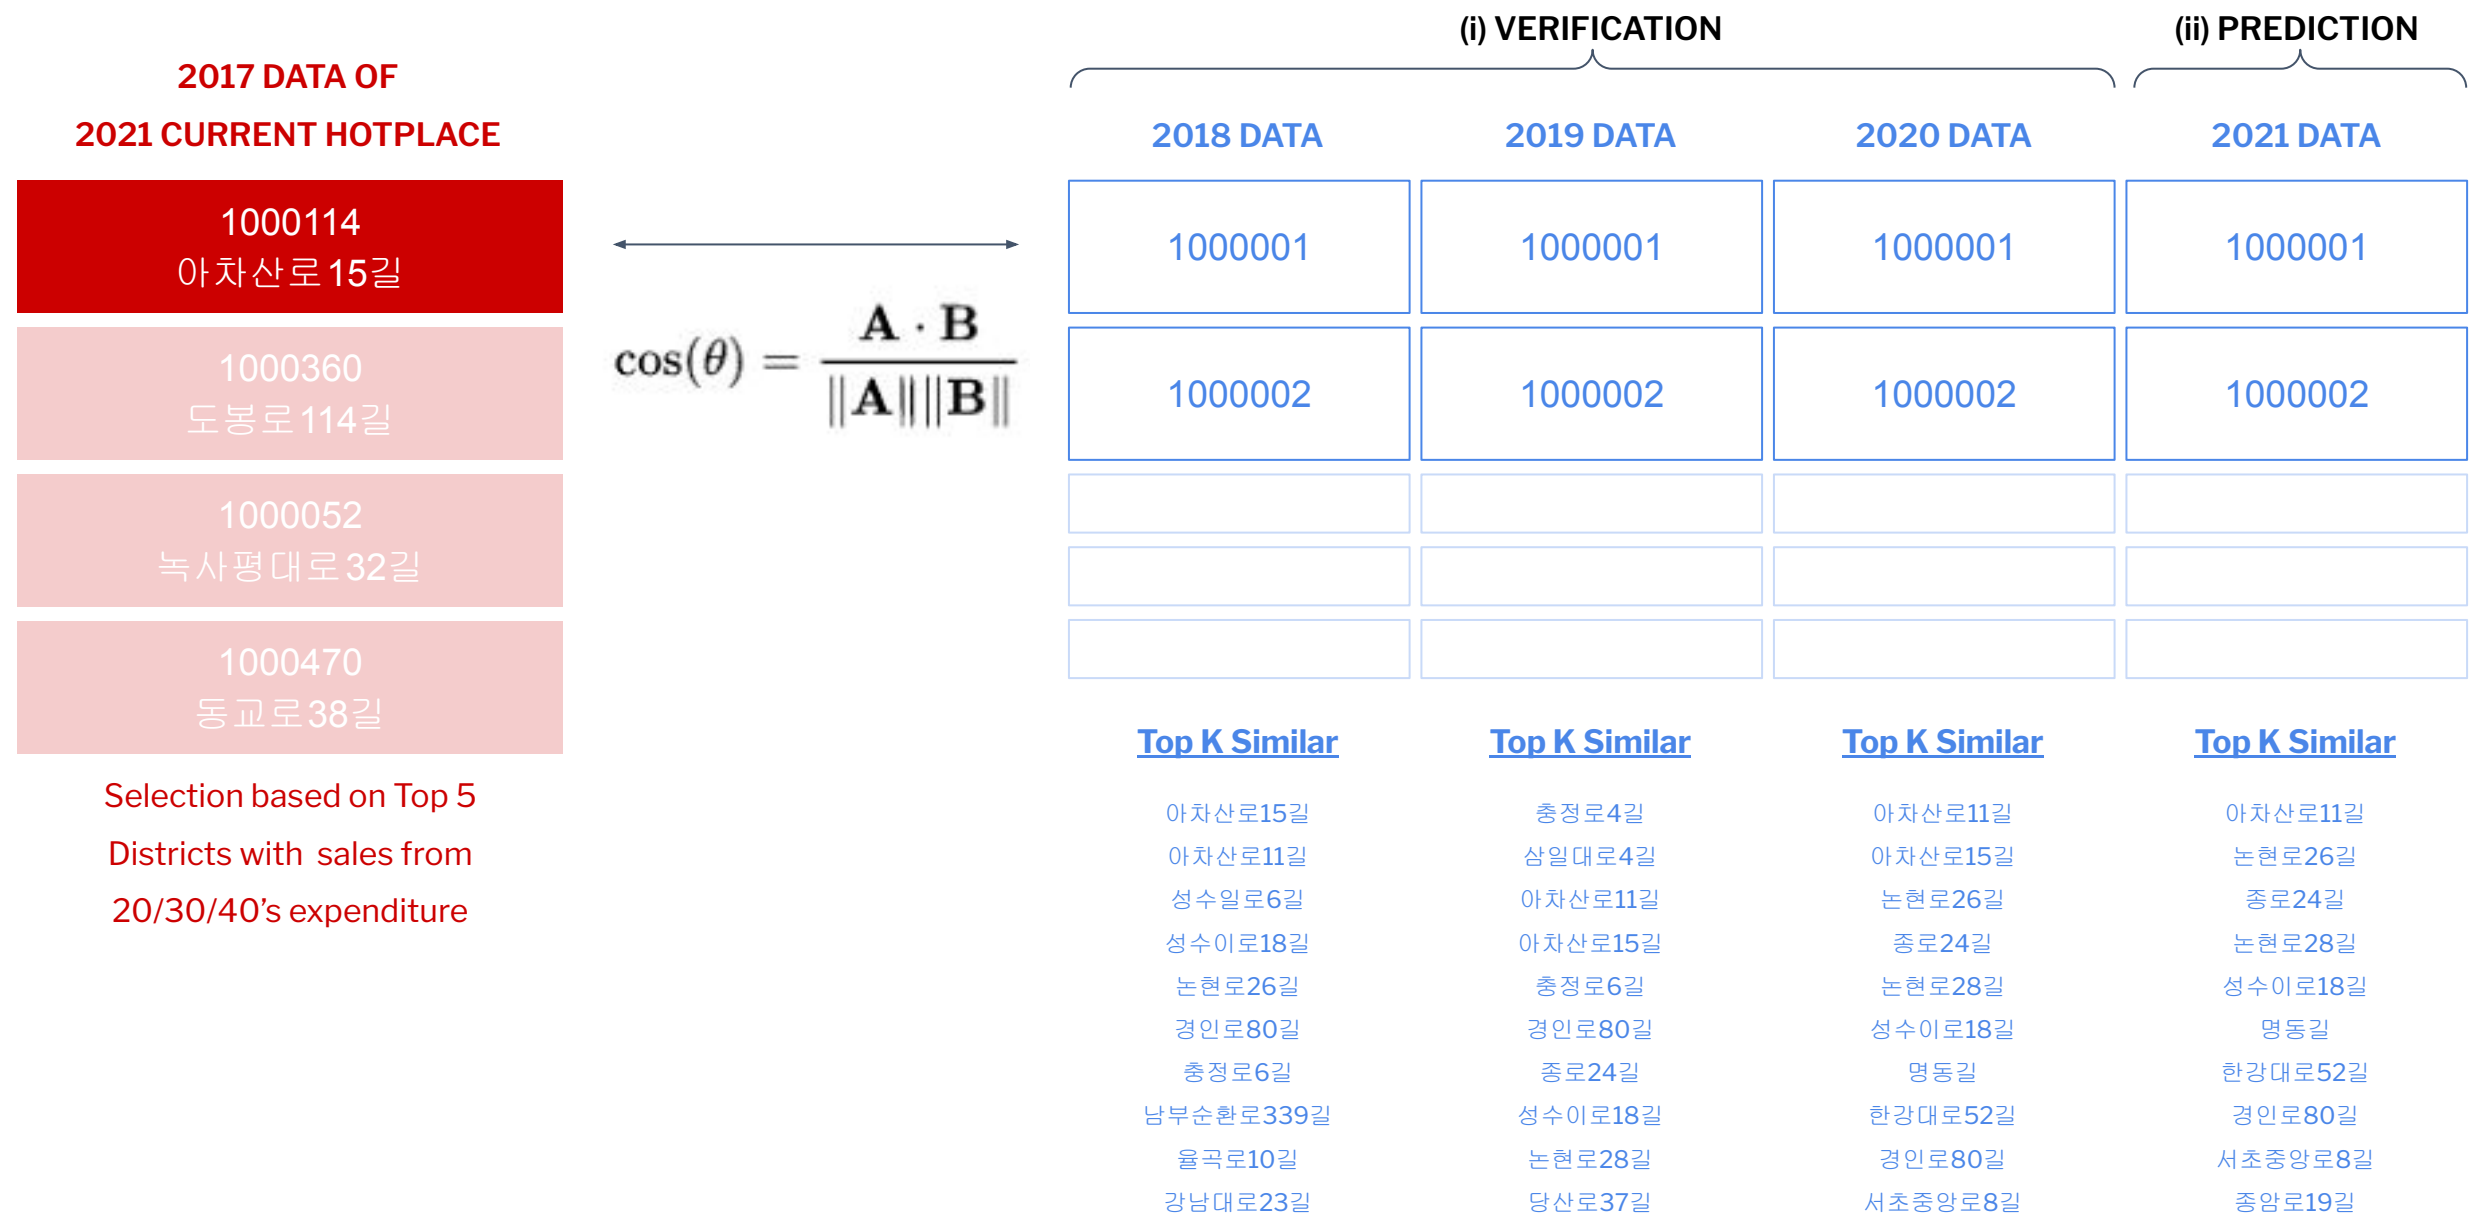 (i) VERIFICATION
(ii) PREDICTION
2017 DATA OF
2021 CURRENT HOTPLACE
2018 DATA
2019 DATA
2020 DATA
2021 DATA
1000114
아차산로15길
1000360
도봉로114길
1000052
녹사평대로32길
1000470
동교로38길
Selection based on Top 5
Districts with sales from
20/30/40’s expenditure
cos(θ) = A · B / ‖A‖‖B‖
1000001
1000001
1000001
1000001
1000002
1000002
1000002
1000002
Top K Similar
아차산로15길
아차산로11길
성수일로6길
성수이로18길
논현로26길
경인로80길
충정로6길
남부순환로339길
율곡로10길
강남대로23길
Top K Similar
충정로4길
삼일대로4길
아차산로11길
아차산로15길
충정로6길
경인로80길
종로24길
성수이로18길
논현로28길
당산로37길
Top K Similar
아차산로11길
아차산로15길
논현로26길
종로24길
논현로28길
성수이로18길
명동길
한강대로52길
경인로80길
서초중앙로8길
Top K Similar
아차산로11길
논현로26길
종로24길
논현로28길
성수이로18길
명동길
한강대로52길
경인로80길
서초중앙로8길
종암로19길